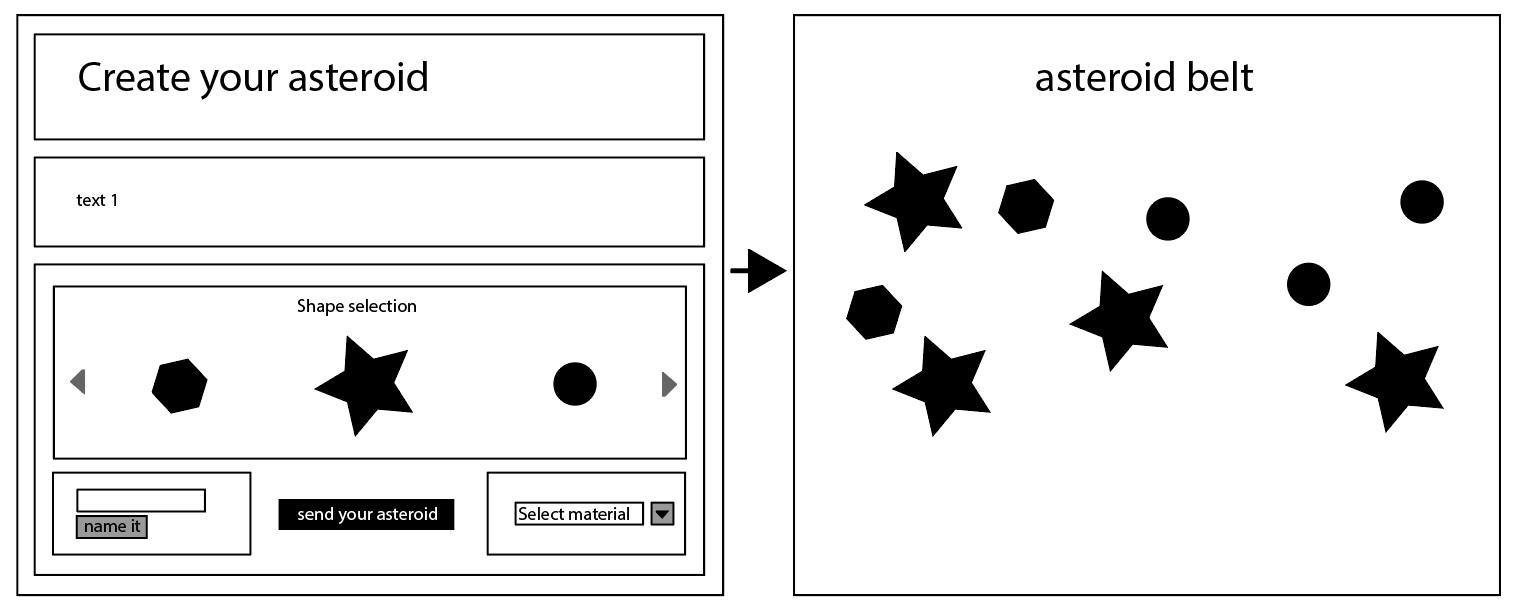 Create your asteroid
text 1
Shape selection
name it
send your asteroid
Select material
asteroid belt